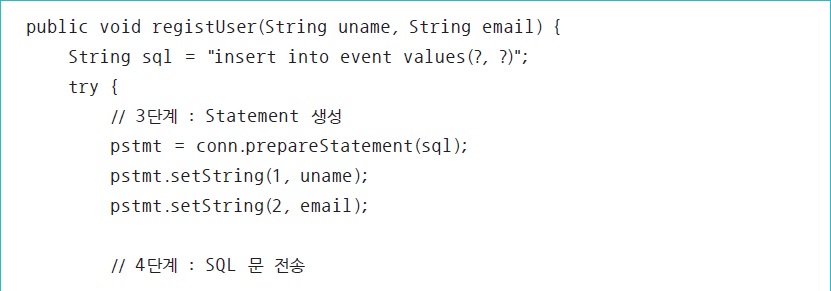 public void registUser(String uname, String email) {
String sql = "insert into event values(?, ?)";
try {
// 3단계 : Statement 생성
pstmt = conn.prepareStatement(sql);
pstmt.setString(1, uname);
pstmt.setString(2, email);
// 4단계 : SQL 문 전송